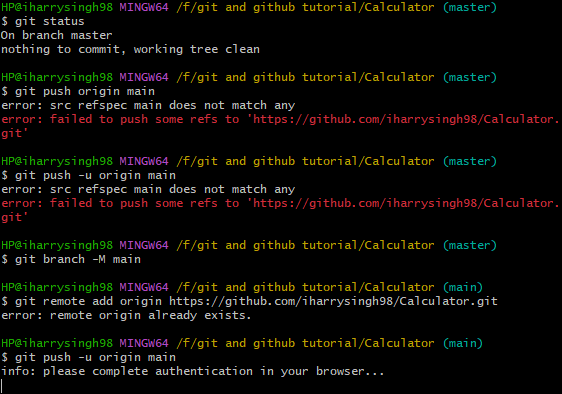 HP@iharrysingh98 MINGW64 /f/git and github tutorial/Calculator (master)
$ git status
On branch master
nothing to commit, working tree clean
HP@iharrysingh98 MINGW64 /f/git and github tutorial/Calculator (master)
$ git push origin main
error: src refspec main does not match any
error: failed to push some refs to 'https://github.com/iharrysingh98/Calculator.
git'
HP@iharrysingh98 MINGW64 /f/git and github tutorial/Calculator (master)
$ git push -u origin main
error: src refspec main does not match any
error: failed to push some refs to 'https://github.com/iharrysingh98/Calculator.
git'
HP@iharrysingh98 MINGW64 /f/git and github tutorial/Calculator (master)
$ git branch -M main
HP@iharrysingh98 MINGW64 /f/git and github tutorial/Calculator (main)
$ git remote add origin https://github.com/iharrysingh98/Calculator.git
error: remote origin already exists.
HP@iharrysingh98 MINGW64 /f/git and github tutorial/Calculator (main)
$ git push -u origin main
info: please complete authentication in your browser...